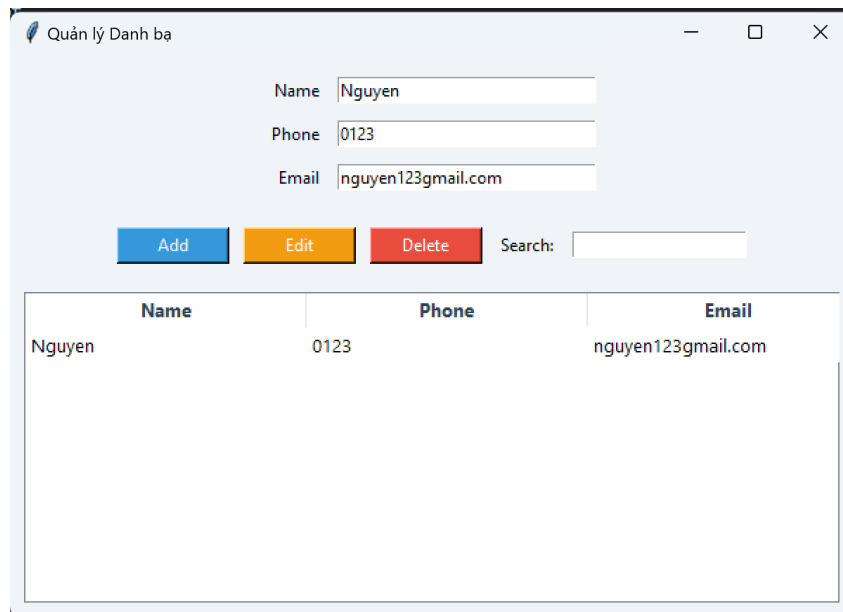 Quản lý Danh bạ
Name Nguyen
Phone 0123
Email nguyen123gmail.com
Add Edit Delete Search:
Name Phone Email
Nguyen 0123 nguyen123gmail.com